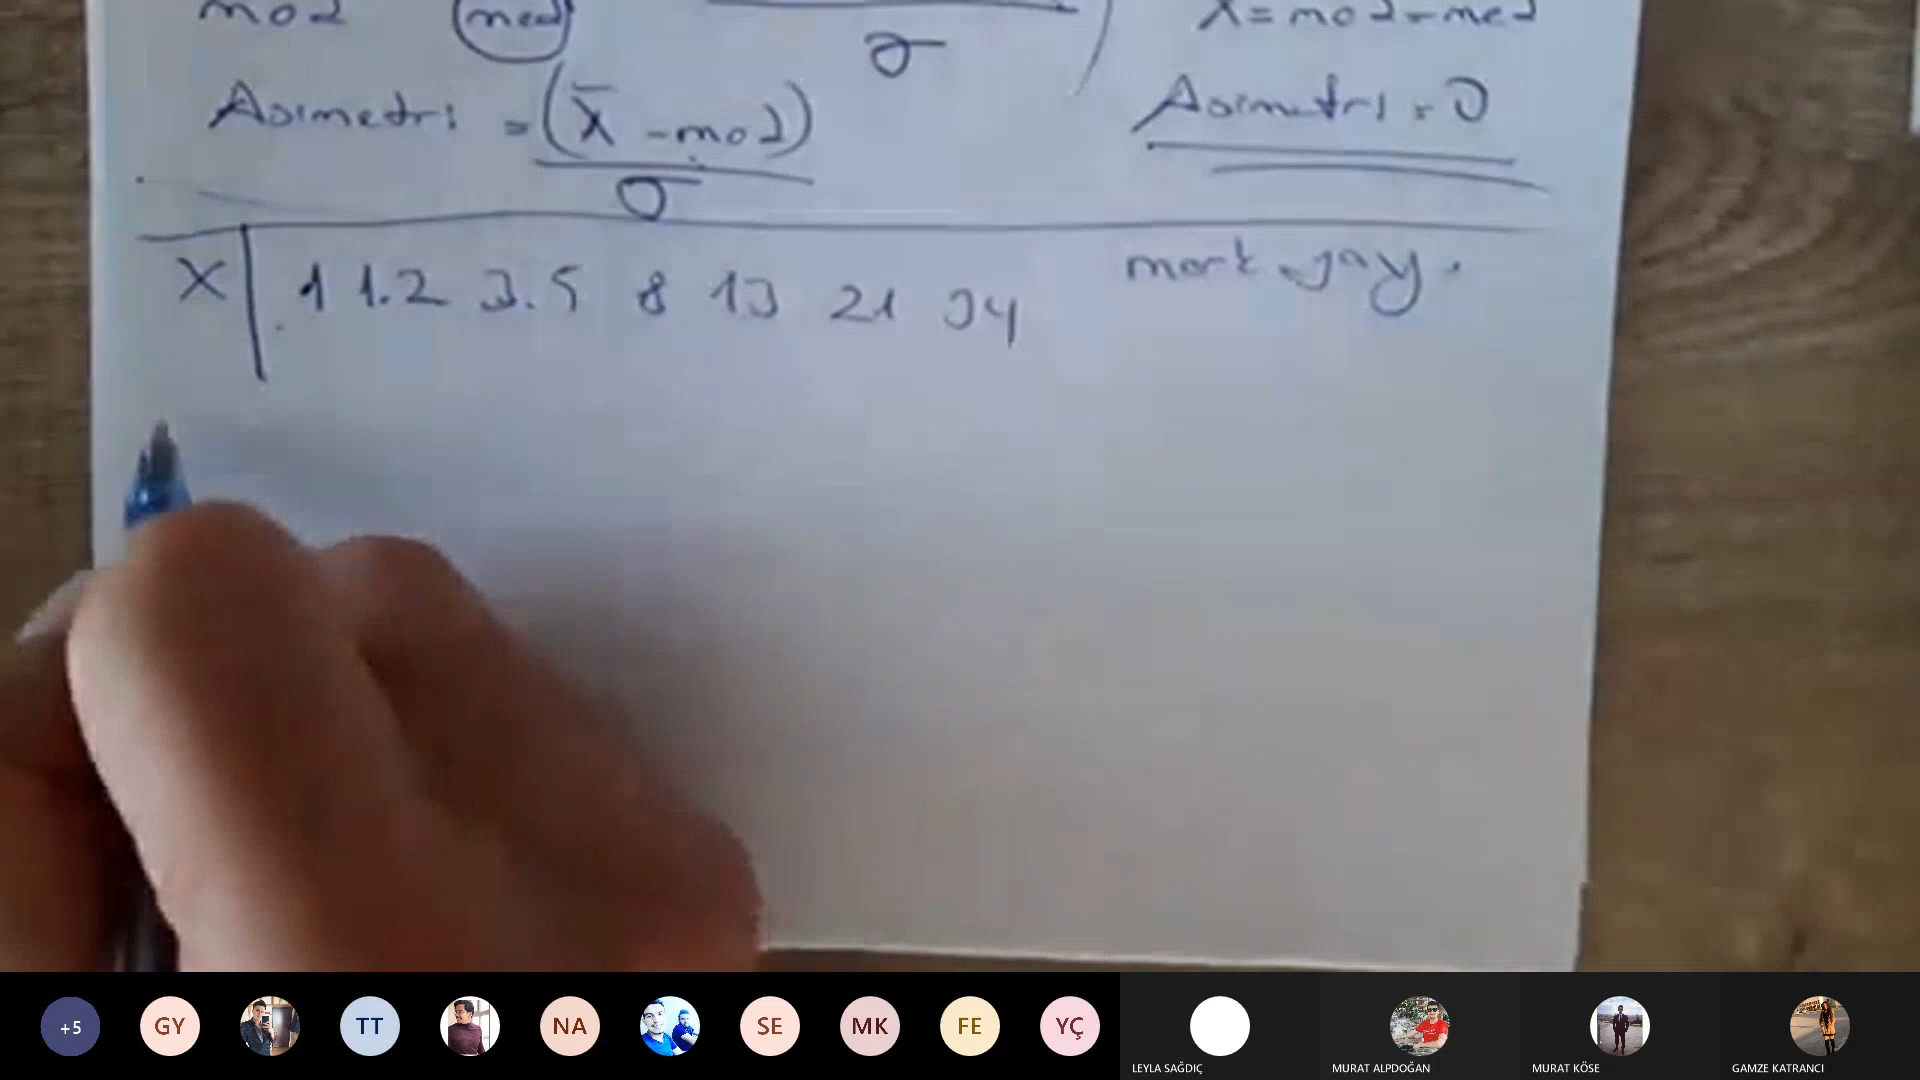 mod (med) σ X = mod = med
Asimetri = (X̄ - mod) Asimetri = 0
σ
X | 1 1.2 3.5 8 13 21 34 merk. yay.
+5 GY TT NA SE MK FE YÇ
LEYLA SAĞDIÇ MURAT ALPDOĞAN MURAT KÖSE GAMZE KATRANCI